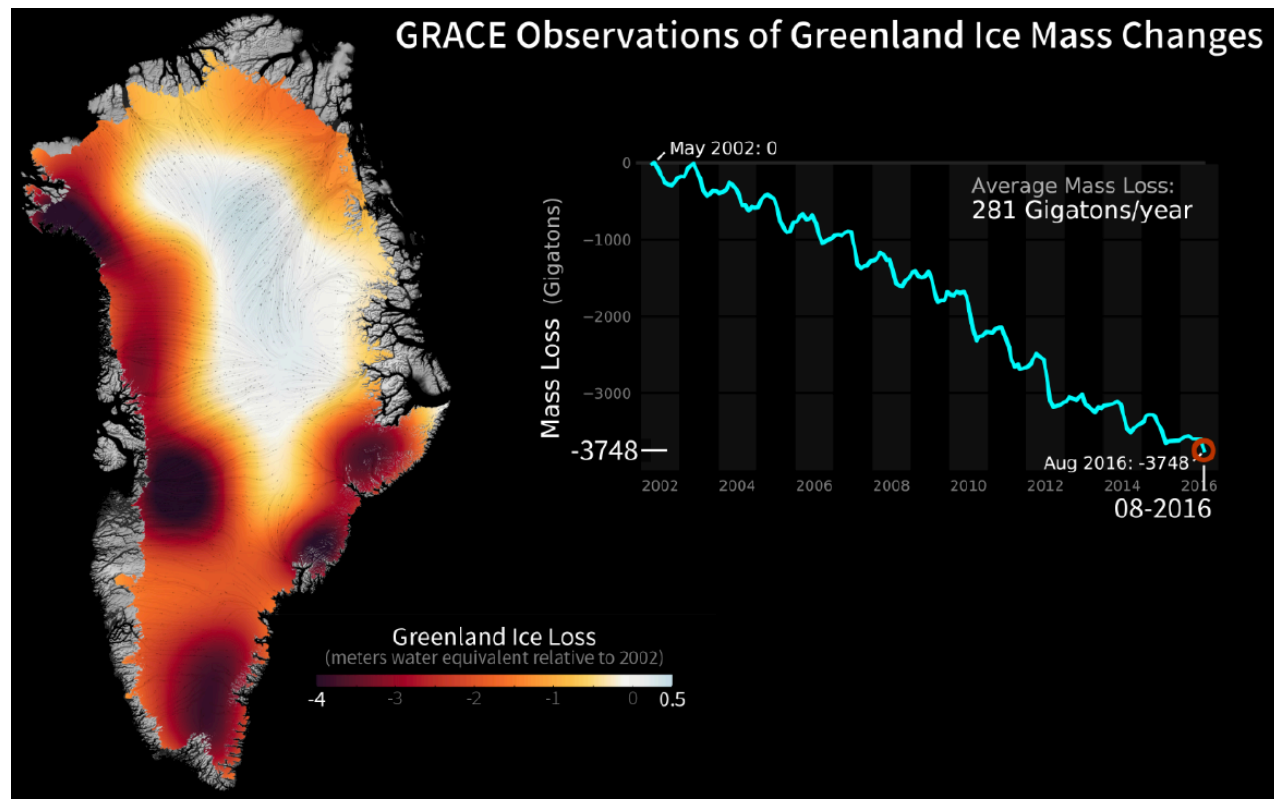 GRACE Observations of Greenland Ice Mass Changes
May 2002: 0
Average Mass Loss:
281 Gigatons/year
Mass Loss (Gigatons)
0
−1000
−2000
−3000
-3748
Aug 2016: -3748
2002 2004 2006 2008 2010 2012 2014 2016
08-2016
Greenland Ice Loss
(meters water equivalent relative to 2002)
-4 -3 -2 -1 0 0.5